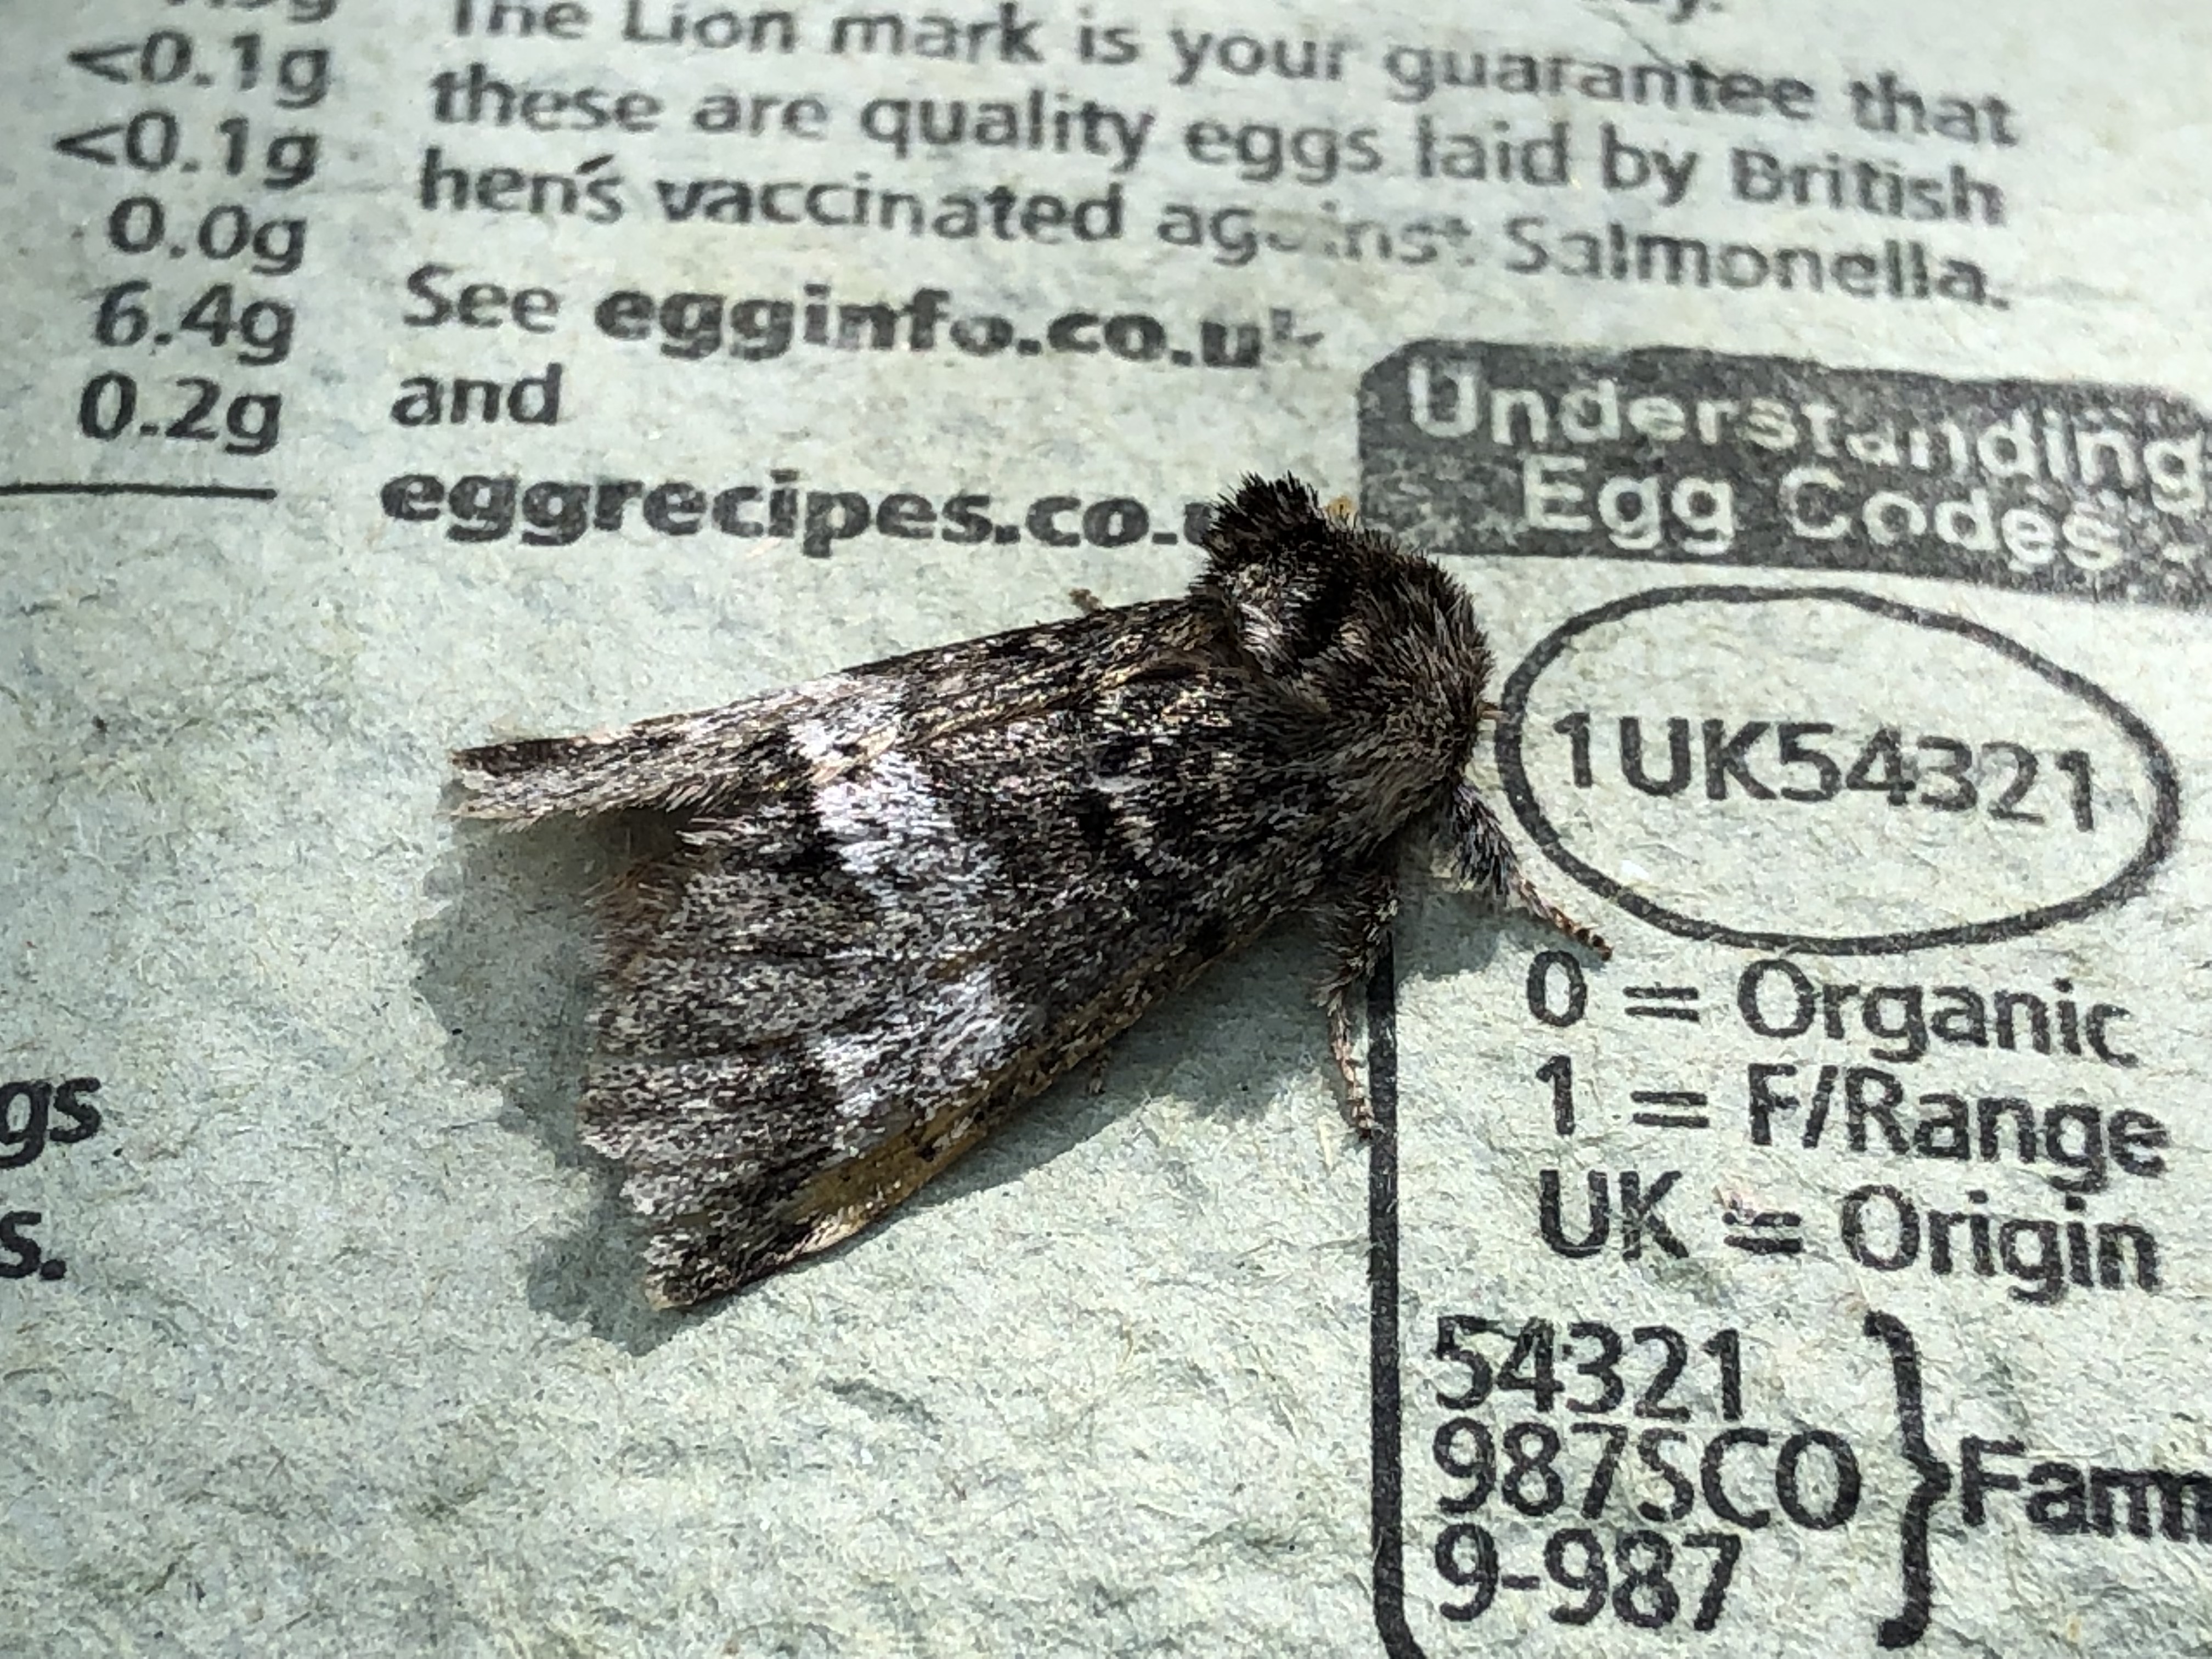 <0.1g
<0.1g
0.0g
6.4g
0.2g
gs
s.
The Lion mark is your guarantee that
these are quality eggs laid by British
hens vaccinated against Salmonella.
See egginfo.co.uk
and
eggrecipes.co.u
Understanding
Egg Codes
1UK54321
0 = Organic
1 = F/Range
UK = Origin
54321
987SCO } Farm
9-987